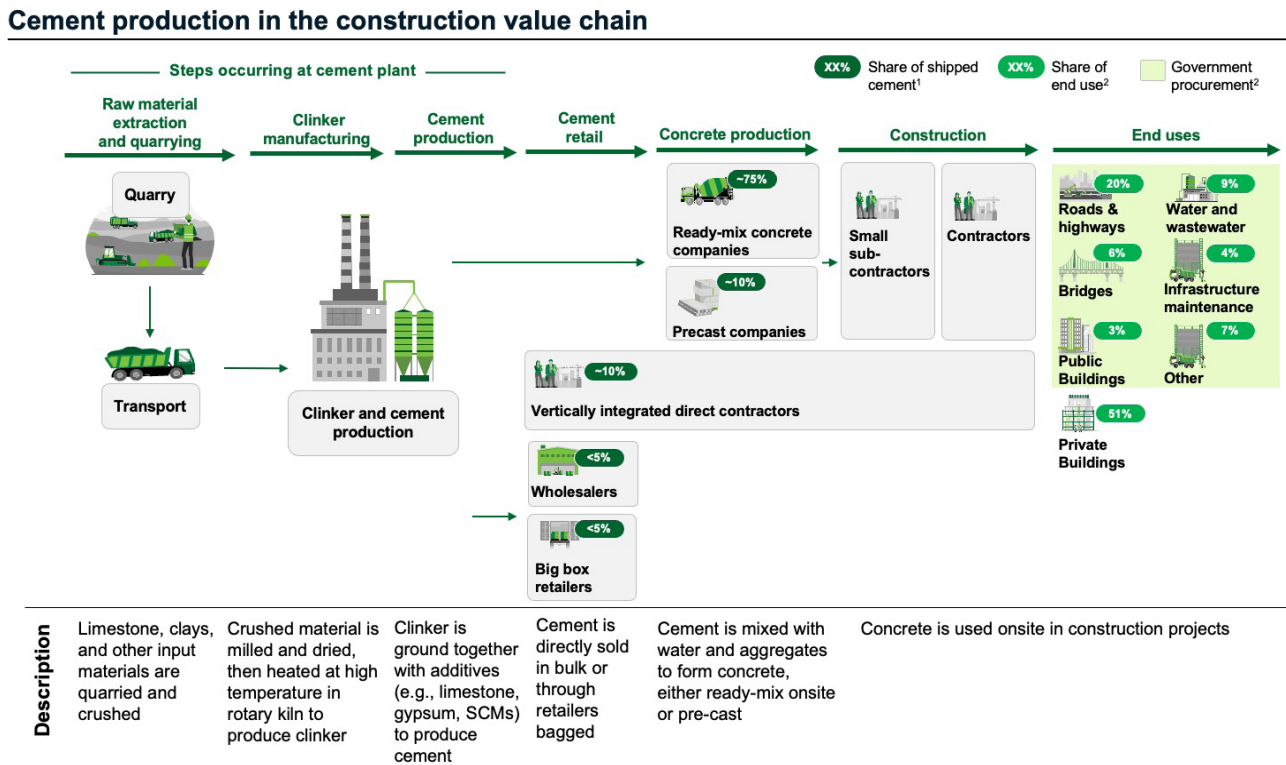 Cement production in the construction value chain
Steps occurring at cement plant
XX%
Share of shipped
cement1
XX%
Share of
end use2
Government
procurement2
Raw material
extraction
and quarrying
Clinker
manufacturing
Cement
production
Cement
retail
Concrete production
Construction
End uses
Quarry
Transport
Clinker and cement
production
~75%
Ready-mix concrete
companies
~10%
Precast companies
Small
sub-
contractors
Contractors
~10%
Vertically integrated direct contractors
<5%
Wholesalers
<5%
Big box
retailers
20%
Roads &
highways
9%
Water and
wastewater
6%
Bridges
4%
Infrastructure
maintenance
3%
Public
Buildings
7%
Other
51%
Private
Buildings
Description
Limestone, clays,
and other input
materials are
quarried and
crushed
Crushed material is
milled and dried,
then heated at high
temperature in
rotary kiln to
produce clinker
Clinker is
ground together
with additives
(e.g., limestone,
gypsum, SCMs)
to produce
cement
Cement is
directly sold
in bulk or
through
retailers
bagged
Cement is mixed with
water and aggregates
to form concrete,
either ready-mix onsite
or pre-cast
Concrete is used onsite in construction projects